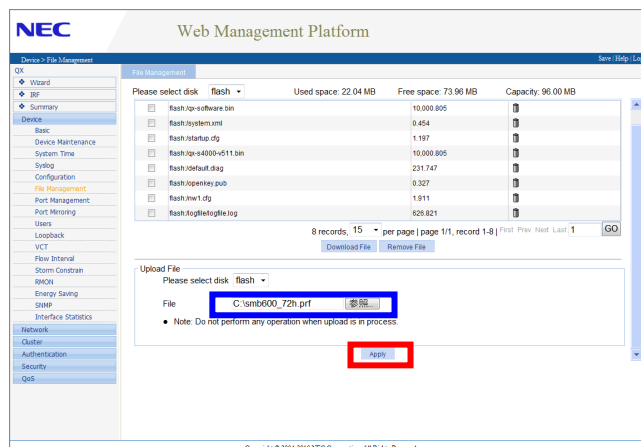 NEC
Web Management Platform
Device > File Management
Save | Help |
QX
Wizard
IRF
Summary
Device
Basic
Device Maintenance
System Time
Syslog
Configuration
File Management
Port Management
Port Mirroring
Users
Loopback
VCT
Flow Interval
Storm Constrain
RMON
Energy Saving
SNMP
Interface Statistics
Network
Cluster
Authentication
Security
QoS
File Management
Please select disk flash Used space: 22.04 MB Free space: 73.96 MB Capacity: 96.00 MB
flash:/qx-software.bin 10,000.805
flash:/system.xml 0.454
flash:/startup.cfg 1.197
flash:/qx-s4000-v511.bin 10,000.805
flash:/default.diag 231.747
flash:/openkey.pub 0.327
flash:/nw1.cfg 1.911
flash:/logfile/logfile.log 626.821
8 records, 15 per page | page 1/1, record 1-8 | First Prev Next Last 1 GO
Download File Remove File
Upload File
Please select disk flash
File C:\smb600_72h.prf 参照...
Note: Do not perform any operation when upload is in process.
Apply